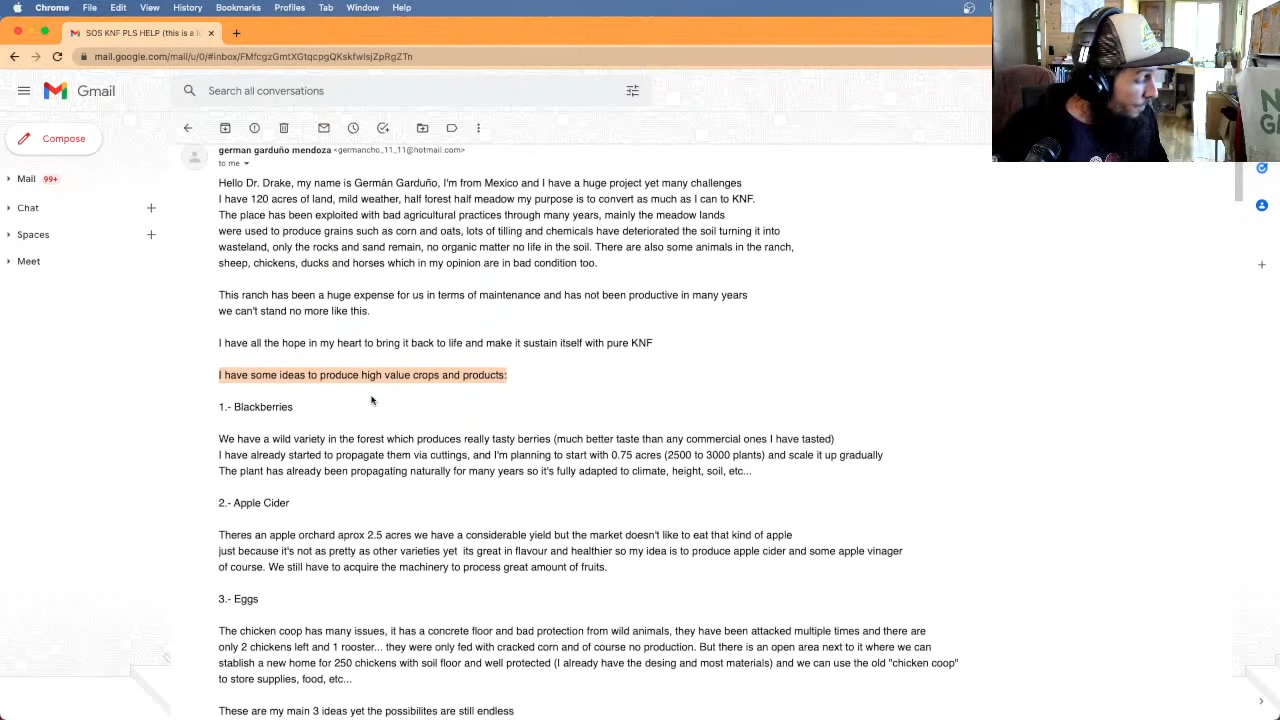 Chrome File Edit View History Bookmarks Profiles Tab Window Help
SOS KNF PLS HELP (this is a l
mail.google.com/mail/u/0/#inbox/FMfcgzGmtXGtqcpgQKskfwlsjZpRgZTn
Gmail
Search all conversations
Compose
german garduño mendoza <germancho_11_11@hotmail.com>
to me
Mail 99+
Chat
Spaces
Meet
Hello Dr. Drake, my name is Germán Garduño, I'm from Mexico and I have a huge project yet many challenges
I have 120 acres of land, mild weather, half forest half meadow my purpose is to convert as much as I can to KNF.
The place has been exploited with bad agricultural practices through many years, mainly the meadow lands
were used to produce grains such as corn and oats, lots of tilling and chemicals have deteriorated the soil turning it into
wasteland, only the rocks and sand remain, no organic matter no life in the soil. There are also some animals in the ranch,
sheep, chickens, ducks and horses which in my opinion are in bad condition too.
This ranch has been a huge expense for us in terms of maintenance and has not been productive in many years
we can't stand no more like this.
I have all the hope in my heart to bring it back to life and make it sustain itself with pure KNF
I have some ideas to produce high value crops and products:
1.- Blackberries
We have a wild variety in the forest which produces really tasty berries (much better taste than any commercial ones I have tasted)
I have already started to propagate them via cuttings, and I'm planning to start with 0.75 acres (2500 to 3000 plants) and scale it up gradually
The plant has already been propagating naturally for many years so it's fully adapted to climate, height, soil, etc...
2.- Apple Cider
Theres an apple orchard aprox 2.5 acres we have a considerable yield but the market doesn't like to eat that kind of apple
just because it's not as pretty as other varieties yet its great in flavour and healthier so my idea is to produce apple cider and some apple vinager
of course. We still have to acquire the machinery to process great amount of fruits.
3.- Eggs
The chicken coop has many issues, it has a concrete floor and bad protection from wild animals, they have been attacked multiple times and there are
only 2 chickens left and 1 rooster... they were only fed with cracked corn and of course no production. But there is an open area next to it where we can
stablish a new home for 250 chickens with soil floor and well protected (I already have the desing and most materials) and we can use the old "chicken coop"
to store supplies, food, etc...
These are my main 3 ideas yet the possibilites are still endless